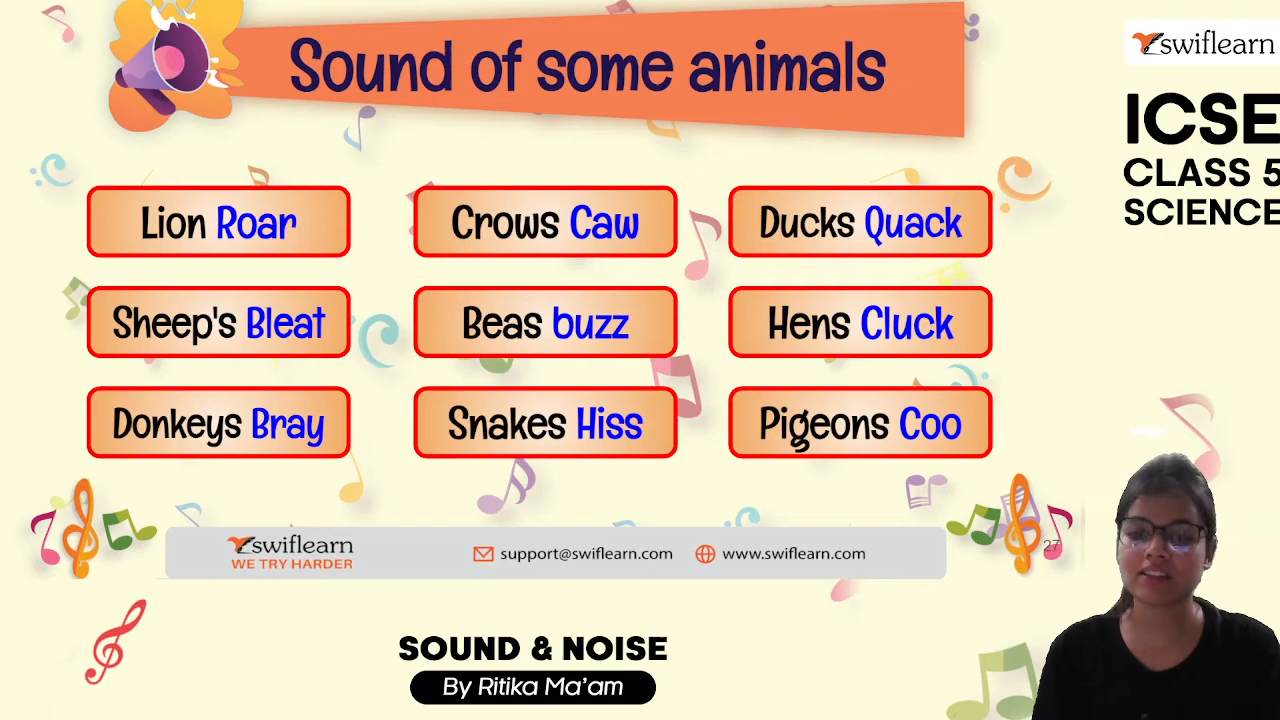 Sound of some animals
swiflearn
ICSE
CLASS 5
SCIENCE
Lion Roar
Crows Caw
Ducks Quack
Sheep's Bleat
Beas buzz
Hens Cluck
Donkeys Bray
Snakes Hiss
Pigeons Coo
swiflearn
WE TRY HARDER
support@swiflearn.com
www.swiflearn.com
27
SOUND & NOISE
By Ritika Ma'am